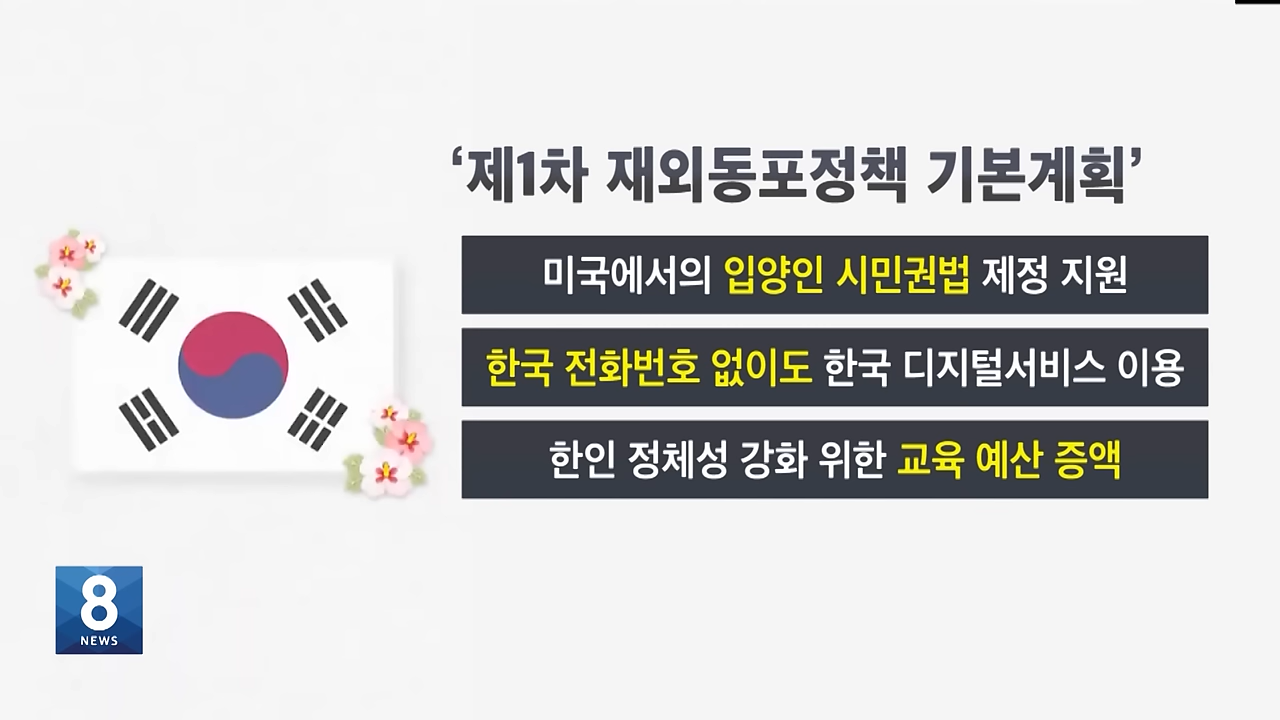 ‘제1차 재외동포정책 기본계획’
미국에서의 입양인 시민권법 제정 지원
한국 전화번호 없이도 한국 디지털서비스 이용
한인 정체성 강화 위한 교육 예산 증액
8
NEWS